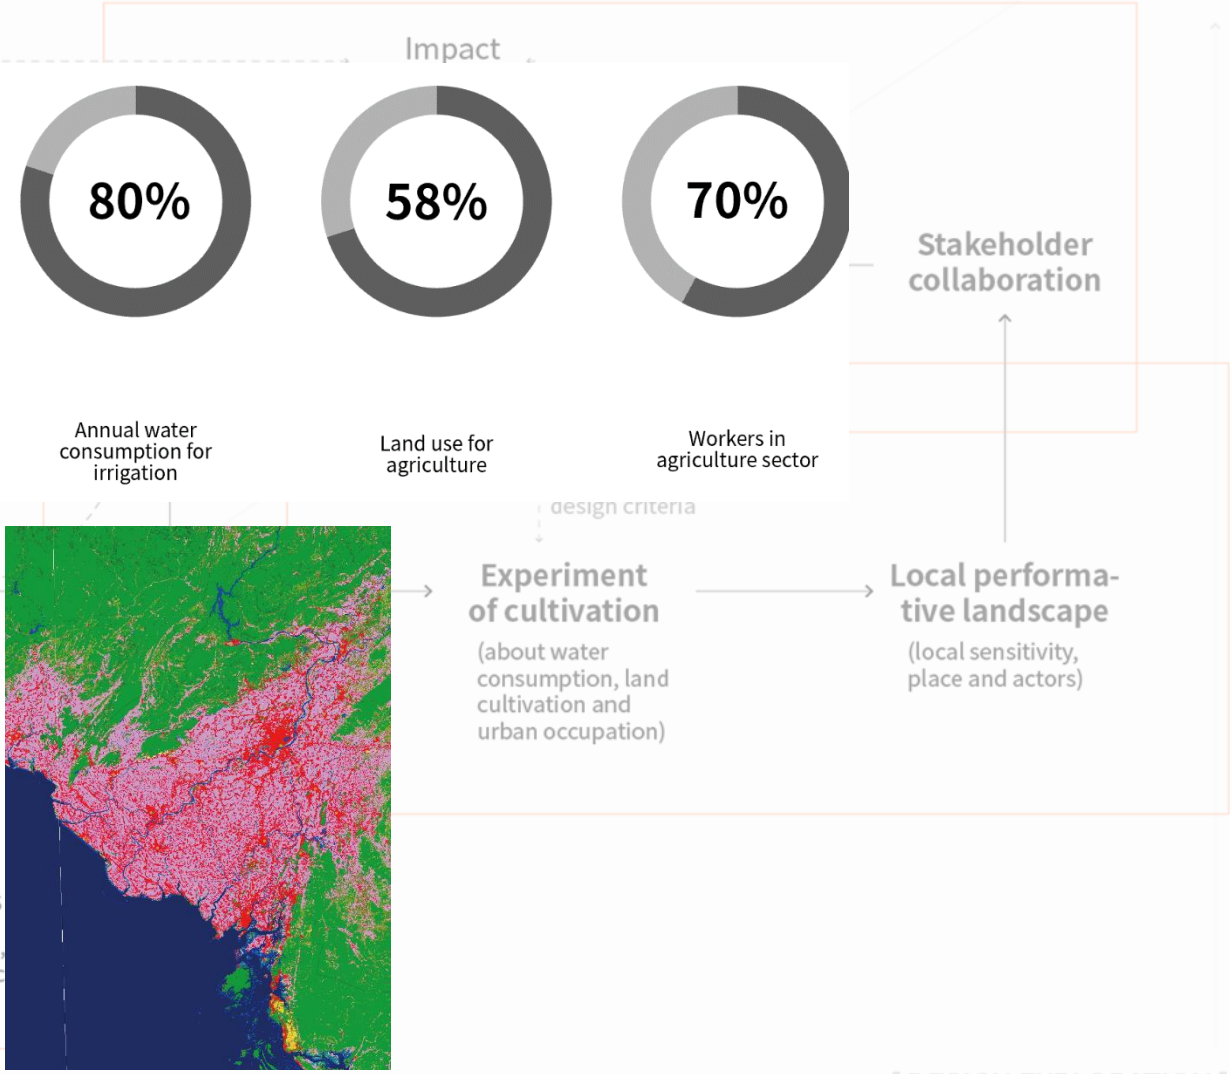 Impact
80%
58%
70%
Annual water
consumption for
irrigation
Land use for
agriculture
Workers in
agriculture sector
Stakeholder
collaboration
design criteria
Experiment
of cultivation
(about water
consumption, land
cultivation and
urban occupation)
Local performa-
tive landscape
(local sensitivity,
place and actors)